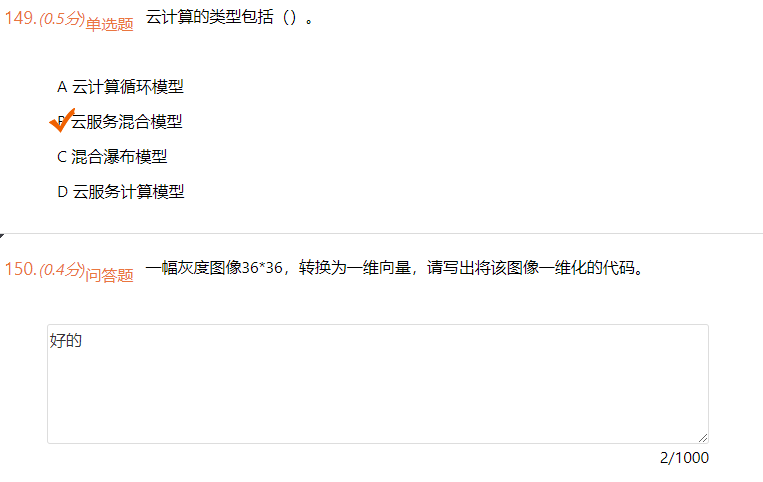 149.(0.5分)单选题 云计算的类型包括（）。
A 云计算循环模型
B 云服务混合模型
C 混合瀑布模型
D 云服务计算模型
150.(0.4分)问答题 一幅灰度图像36*36，转换为一维向量，请写出将该图像一维化的代码。
好的
2/1000